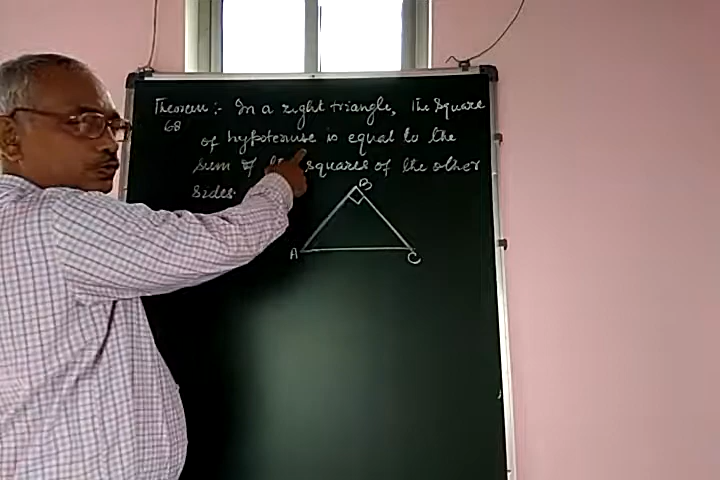 Theorem :- In a right triangle, the square
68
of hypotenuse is equal to the
sum of the squares of the other
sides.
B
A
C